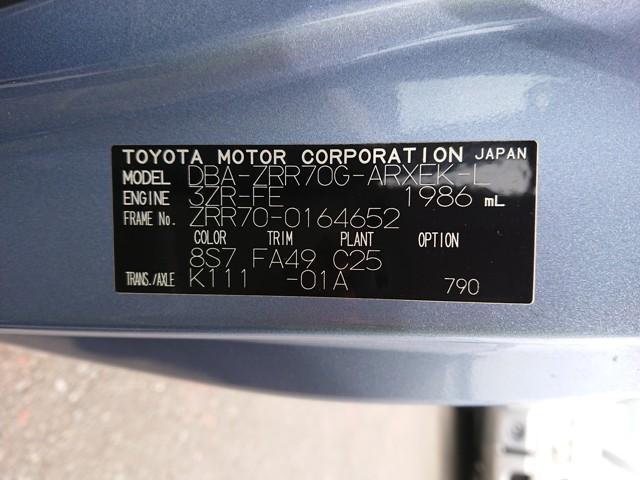 TOYOTA MOTOR CORPORATION JAPAN
MODEL DBA-ZRR70G-ARXEK-L
ENGINE 3ZR-FE 1986 mL
FRAME No. ZRR70-0164652
COLOR TRIM PLANT OPTION
8S7 FA49 C25
TRANS./AXLE K111 -01A 790